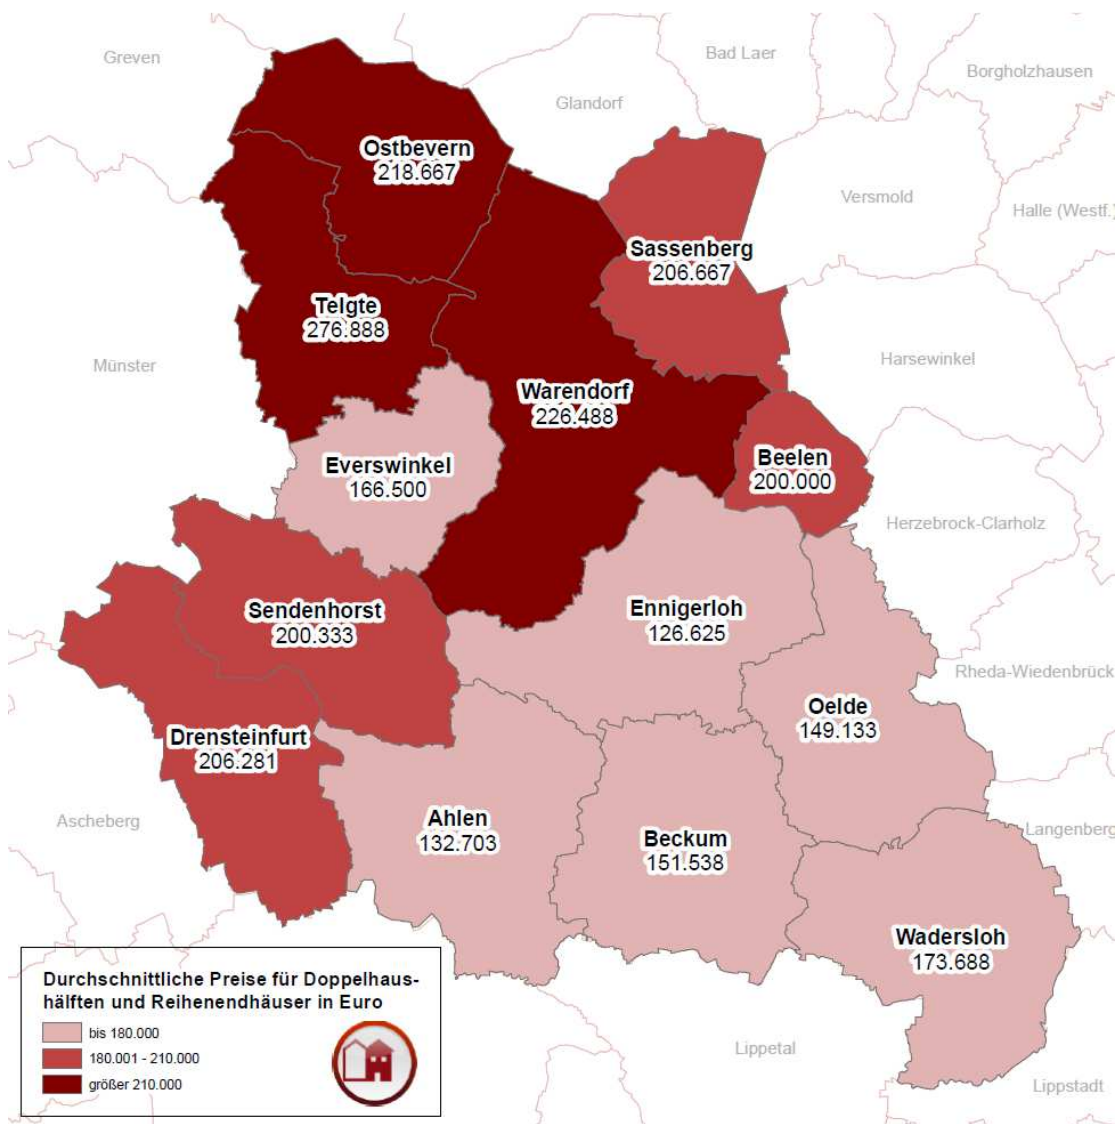 Greven
Bad Laer
Borgholzhausen
Glandorf
Ostbevern
218.667
Versmold
Halle (Westf.)
Sassenberg
206.667
Telgte
276.888
Münster
Harsewinkel
Warendorf
226.488
Everswinkel
166.500
Beelen
200.000
Herzebrock-Clarholz
Sendenhorst
200.333
Ennigerloh
126.625
Rheda-Wiedenbrück
Oelde
149.133
Drensteinfurt
206.281
Ascheberg
Ahlen
132.703
Beckum
151.538
Langenberg
Wadersloh
173.688
Lippetal
Lippstadt
Durchschnittliche Preise für Doppelhaus-
hälften und Reihenendhäuser in Euro
bis 180.000
180.001 - 210.000
größer 210.000